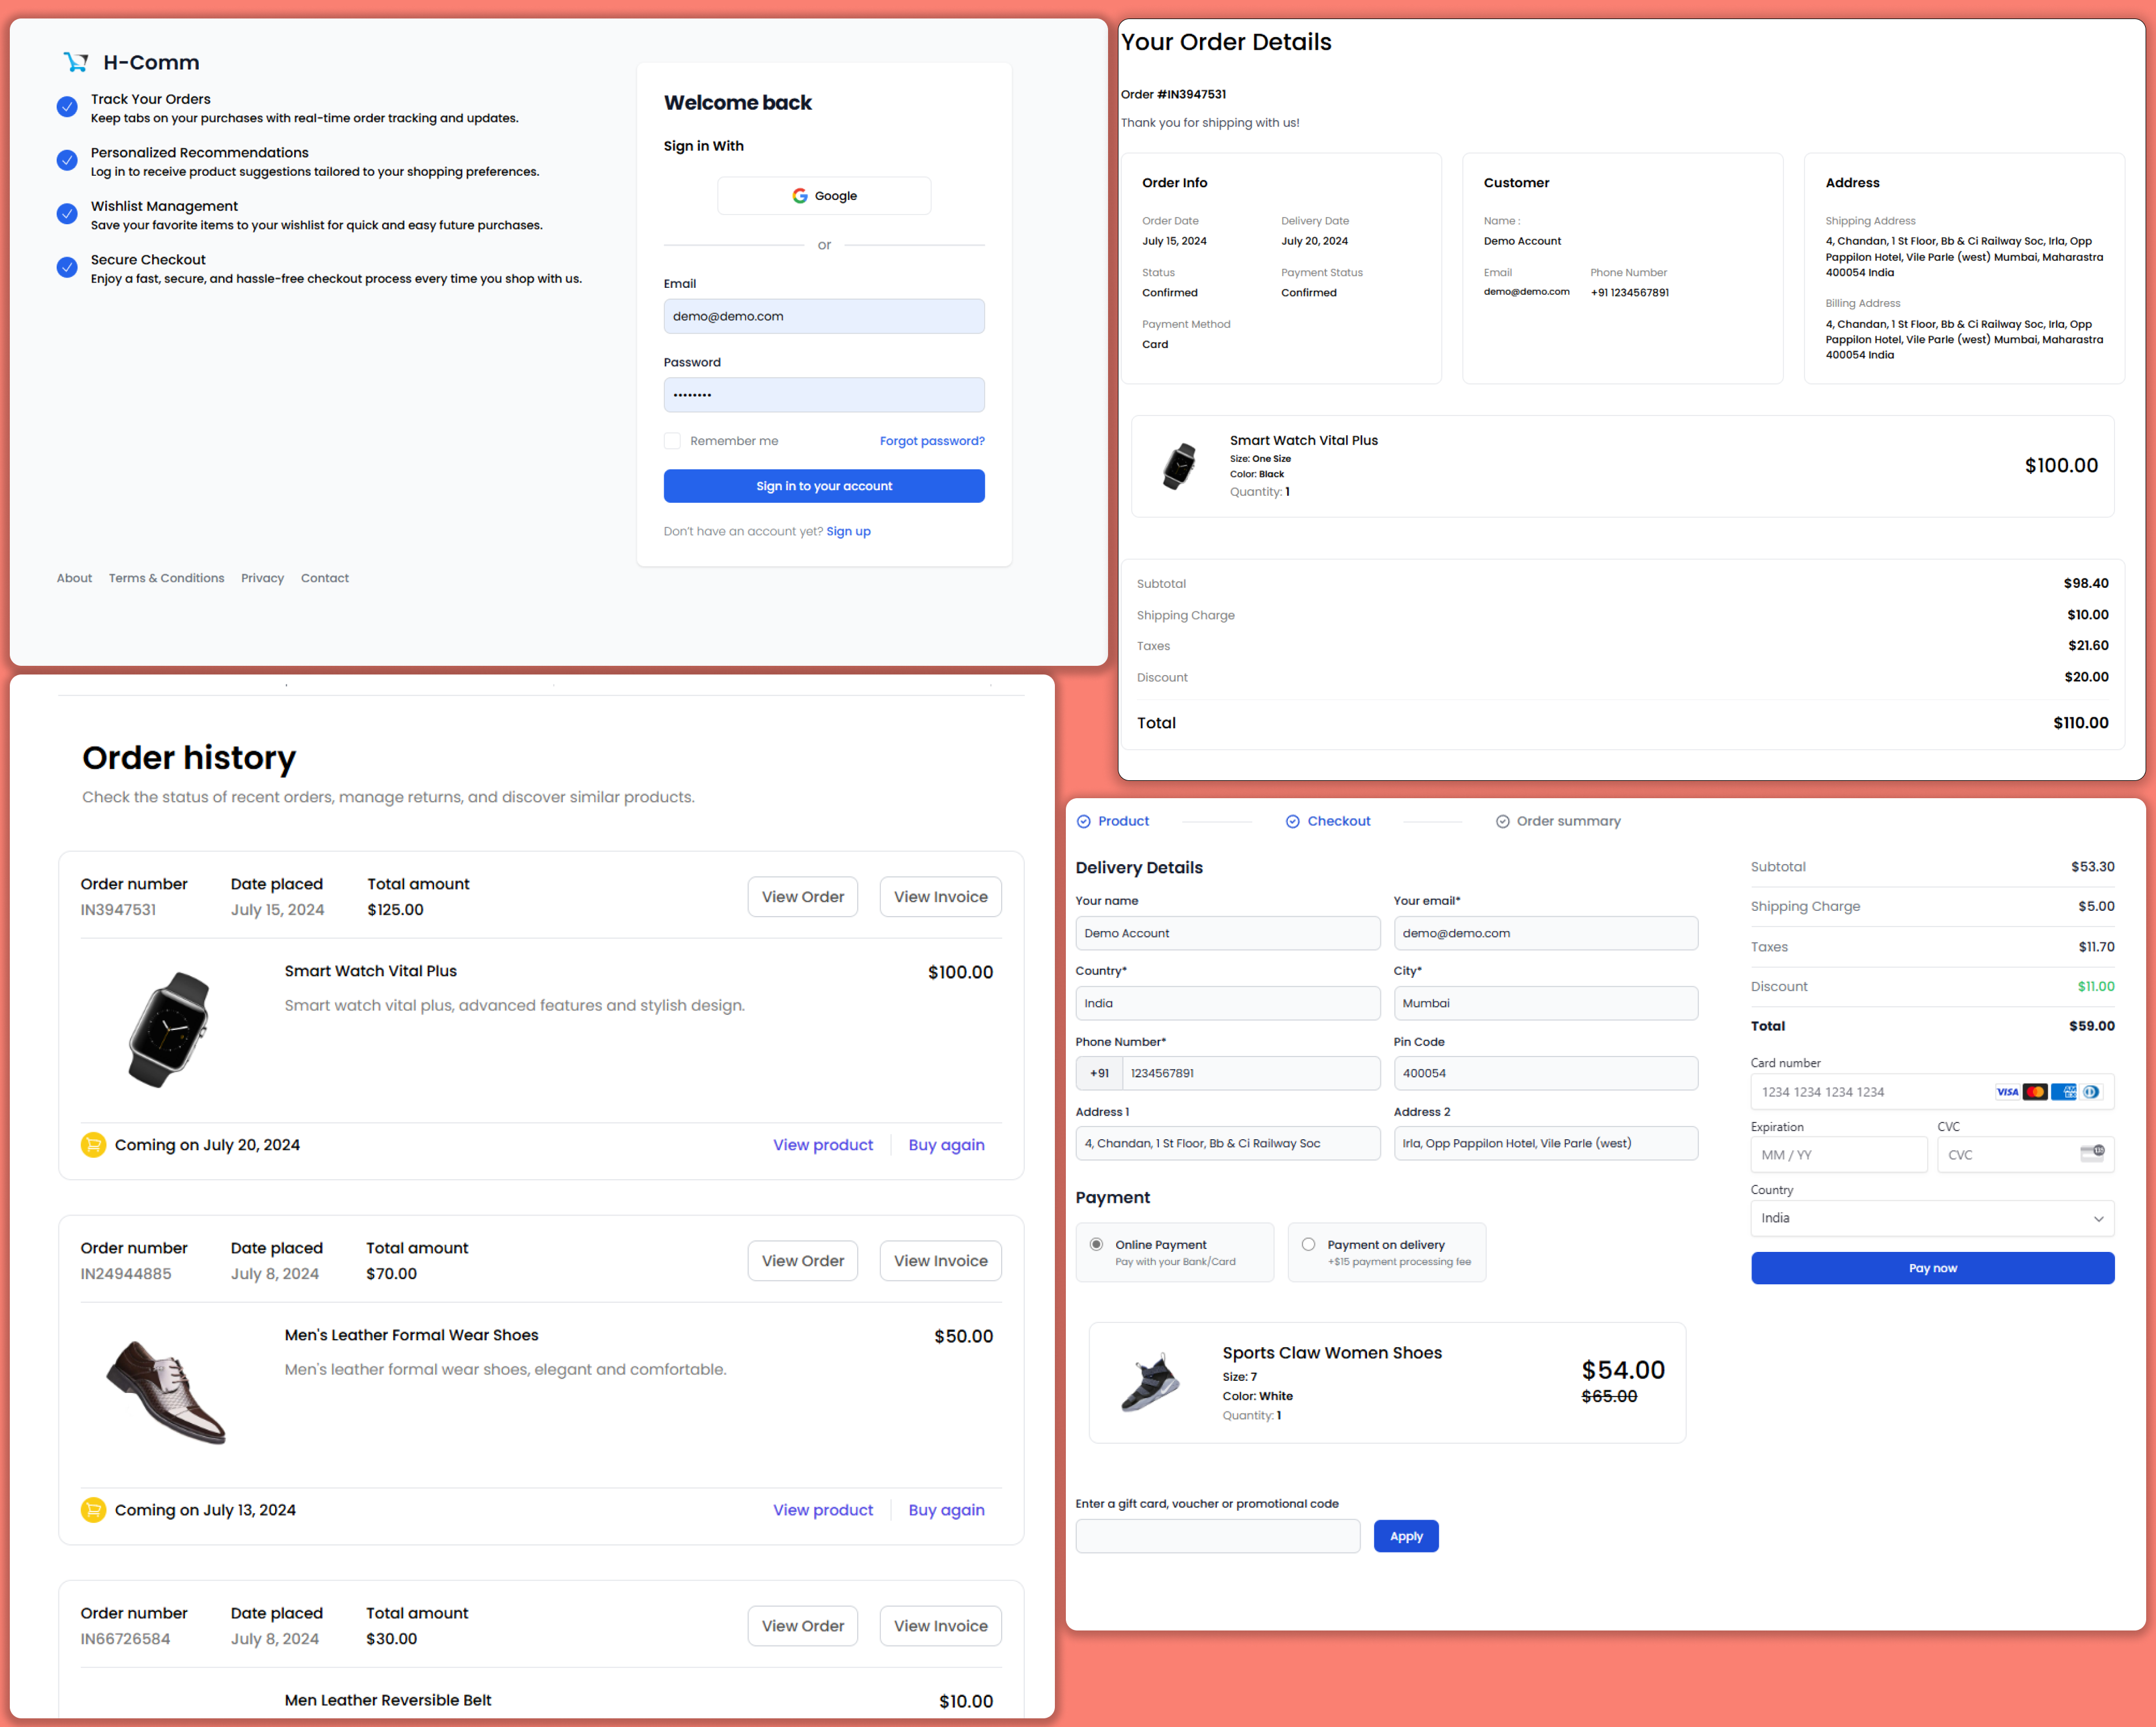 H-Comm
Track Your Orders
Keep tabs on your purchases with real-time order tracking and updates.
Personalized Recommendations
Log in to receive product suggestions tailored to your shopping preferences.
Wishlist Management
Save your favorite items to your wishlist for quick and easy future purchases.
Secure Checkout
Enjoy a fast, secure, and hassle-free checkout process every time you shop with us.
About Terms & Conditions Privacy Contact
Welcome back
Sign in With
Google
or
Email
demo@demo.com
Password
••••••••
Remember me Forgot password?
Sign in to your account
Don't have an account yet? Sign up
Your Order Details
Order #IN3947531
Thank you for shipping with us!
Order Info
Order Date Delivery Date
July 15, 2024 July 20, 2024
Status Payment Status
Confirmed Confirmed
Payment Method
Card
Customer
Name :
Demo Account
Email Phone Number
demo@demo.com +91 1234567891
Address
Shipping Address
4, Chandan, 1 St Floor, Bb & Ci Railway Soc, Irla, Opp
Pappilon Hotel, Vile Parle (west) Mumbai, Maharastra
400054 India
Billing Address
4, Chandan, 1 St Floor, Bb & Ci Railway Soc, Irla, Opp
Pappilon Hotel, Vile Parle (west) Mumbai, Maharastra
400054 India
Smart Watch Vital Plus
Size: One Size
Color: Black
Quantity: 1
$100.00
Subtotal $98.40
Shipping Charge $10.00
Taxes $21.60
Discount $20.00
Total $110.00
Order history
Check the status of recent orders, manage returns, and discover similar products.
Order number Date placed Total amount
IN3947531 July 15, 2024 $125.00
View Order View Invoice
Smart Watch Vital Plus $100.00
Smart watch vital plus, advanced features and stylish design.
Coming on July 20, 2024 View product Buy again
Order number Date placed Total amount
IN24944885 July 8, 2024 $70.00
View Order View Invoice
Men's Leather Formal Wear Shoes $50.00
Men's leather formal wear shoes, elegant and comfortable.
Coming on July 13, 2024 View product Buy again
Order number Date placed Total amount
IN66726584 July 8, 2024 $30.00
View Order View Invoice
Men Leather Reversible Belt $10.00
Product Checkout Order summary
Delivery Details
Your name Your email*
Demo Account demo@demo.com
Country* City*
India Mumbai
Phone Number* Pin Code
+91 1234567891 400054
Address 1 Address 2
4, Chandan, 1 St Floor, Bb & Ci Railway Soc Irla, Opp Pappilon Hotel, Vile Parle (west)
Payment
Online Payment
Pay with your Bank/Card
Payment on delivery
+$15 payment processing fee
Sports Claw Women Shoes
Size: 7
Color: White
Quantity: 1
$54.00
$65.00
Enter a gift card, voucher or promotional code
Apply
Subtotal $53.30
Shipping Charge $5.00
Taxes $11.70
Discount $11.00
Total $59.00
Card number
1234 1234 1234 1234 VISA
Expiration CVC
MM / YY CVC
Country
India
Pay now